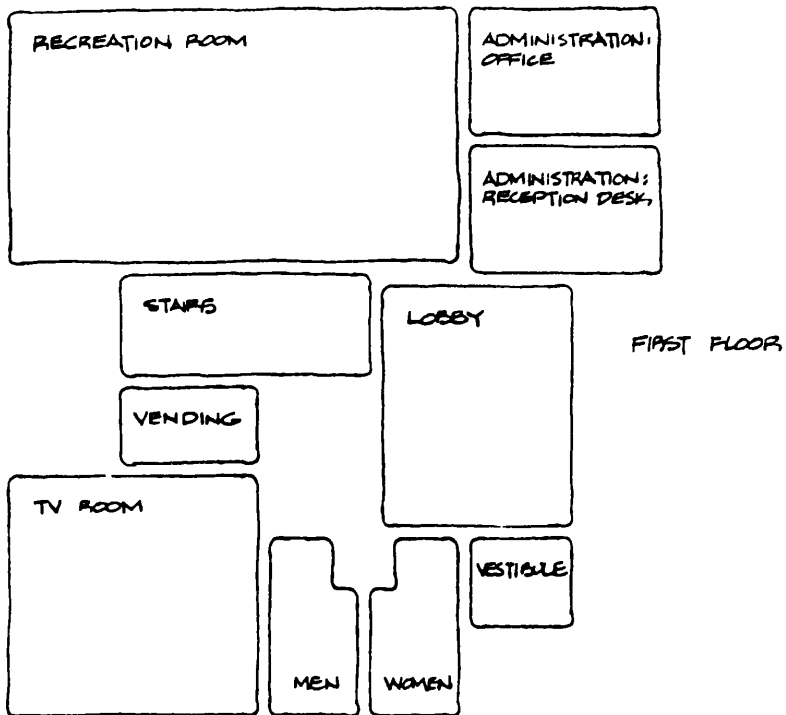 RECREATION ROOM
ADMINISTRATION:
OFFICE
ADMINISTRATION:
RECEPTION DESK
STAIRS
LOBBY
FIRST FLOOR
VENDING
TV ROOM
VESTIBULE
MEN
WOMEN